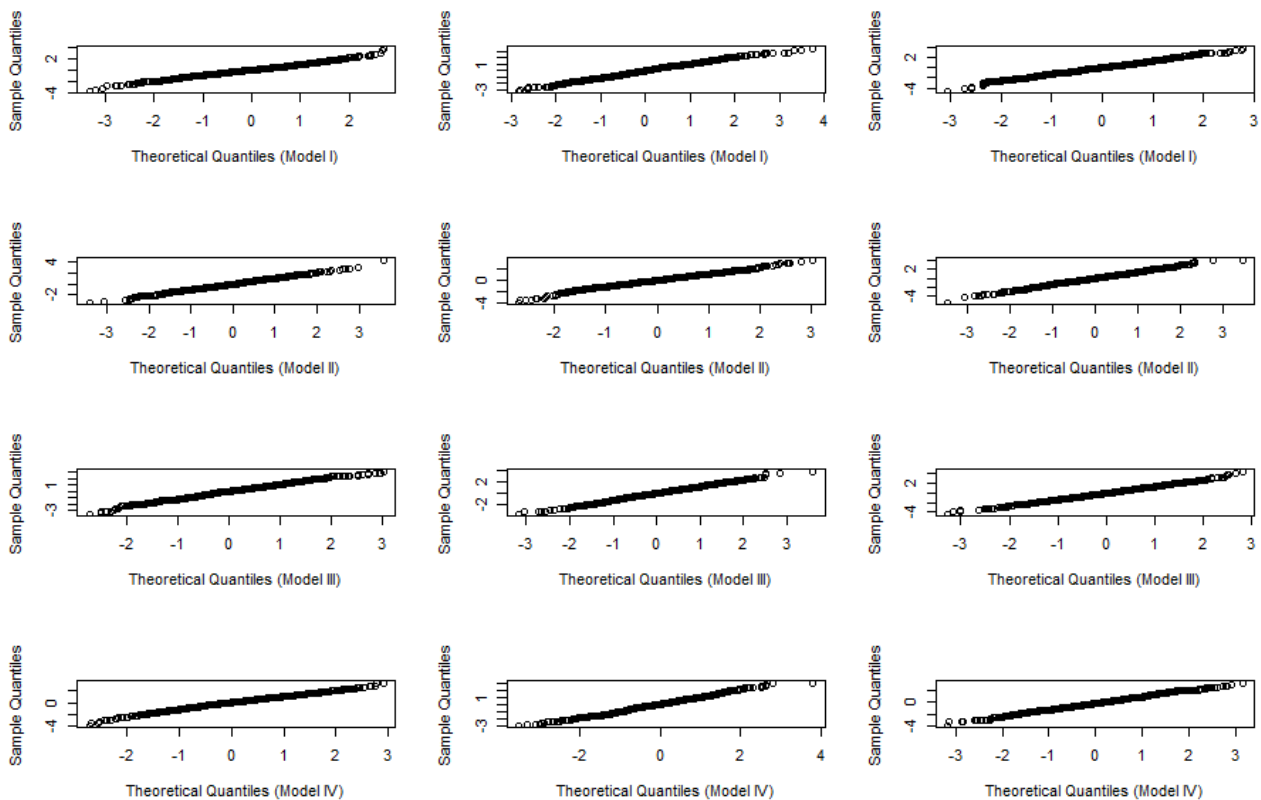 Sample Quantiles
2
-4
-3 -2 -1 0 1 2
Theoretical Quantiles (Model I)
Sample Quantiles
1
-3
-3 -2 -1 0 1 2 3 4
Theoretical Quantiles (Model I)
Sample Quantiles
2
-4
-3 -2 -1 0 1 2 3
Theoretical Quantiles (Model I)
Sample Quantiles
4
-2
-3 -2 -1 0 1 2 3
Theoretical Quantiles (Model II)
Sample Quantiles
0
-4
-2 -1 0 1 2 3
Theoretical Quantiles (Model II)
Sample Quantiles
2
-4
-3 -2 -1 0 1 2 3
Theoretical Quantiles (Model II)
Sample Quantiles
1
-3
-2 -1 0 1 2 3
Theoretical Quantiles (Model III)
Sample Quantiles
2
-2
-3 -2 -1 0 1 2 3
Theoretical Quantiles (Model III)
Sample Quantiles
2
-4
-3 -2 -1 0 1 2 3
Theoretical Quantiles (Model III)
Sample Quantiles
0
-4
-2 -1 0 1 2 3
Theoretical Quantiles (Model IV)
Sample Quantiles
1
-3
-2 0 2 4
Theoretical Quantiles (Model IV)
Sample Quantiles
0
-4
-3 -2 -1 0 1 2 3
Theoretical Quantiles (Model IV)